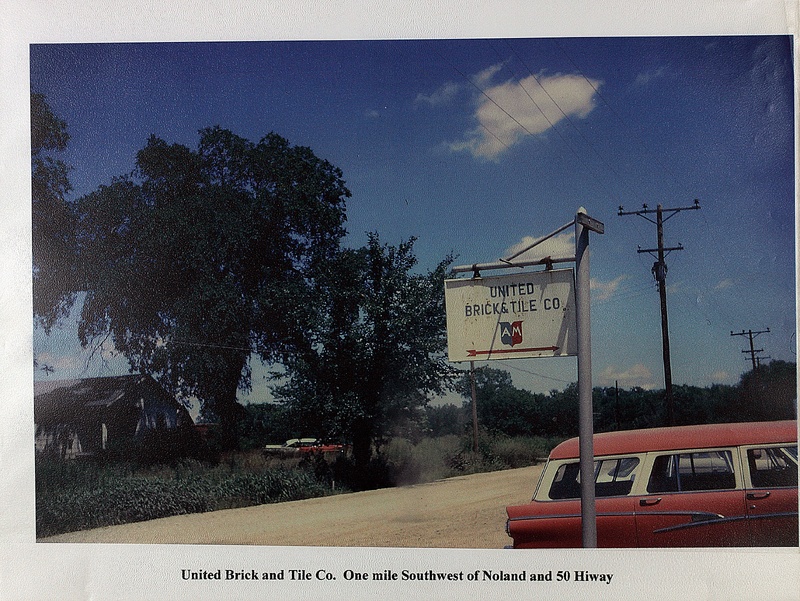 UNITED
BRICK & TILE CO.
AM
United Brick and Tile Co. One mile Southwest of Noland and 50 Hiway